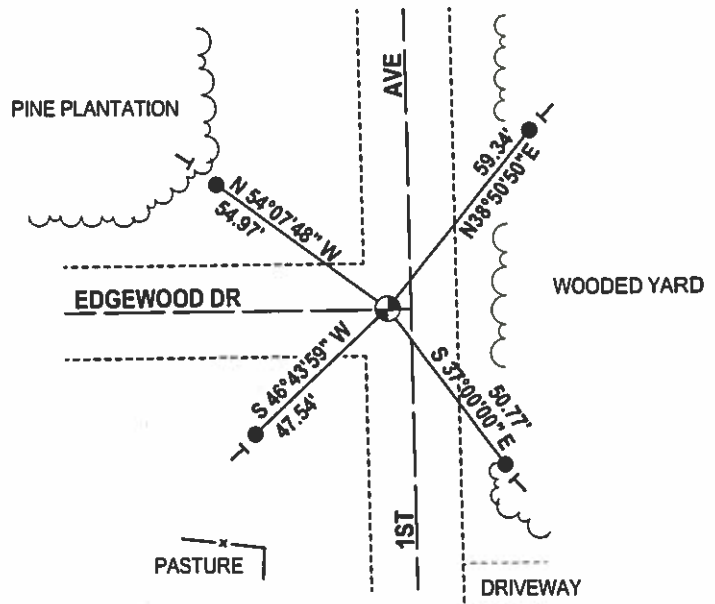 AVE
PINE PLANTATION
59.34'
N38°50'50"E
N 54°07'48" W
54.97'
EDGEWOOD DR
WOODED YARD
S 46°43'59" W
47.54'
50.77'
S 37°00'00" E
1ST
x
PASTURE
DRIVEWAY